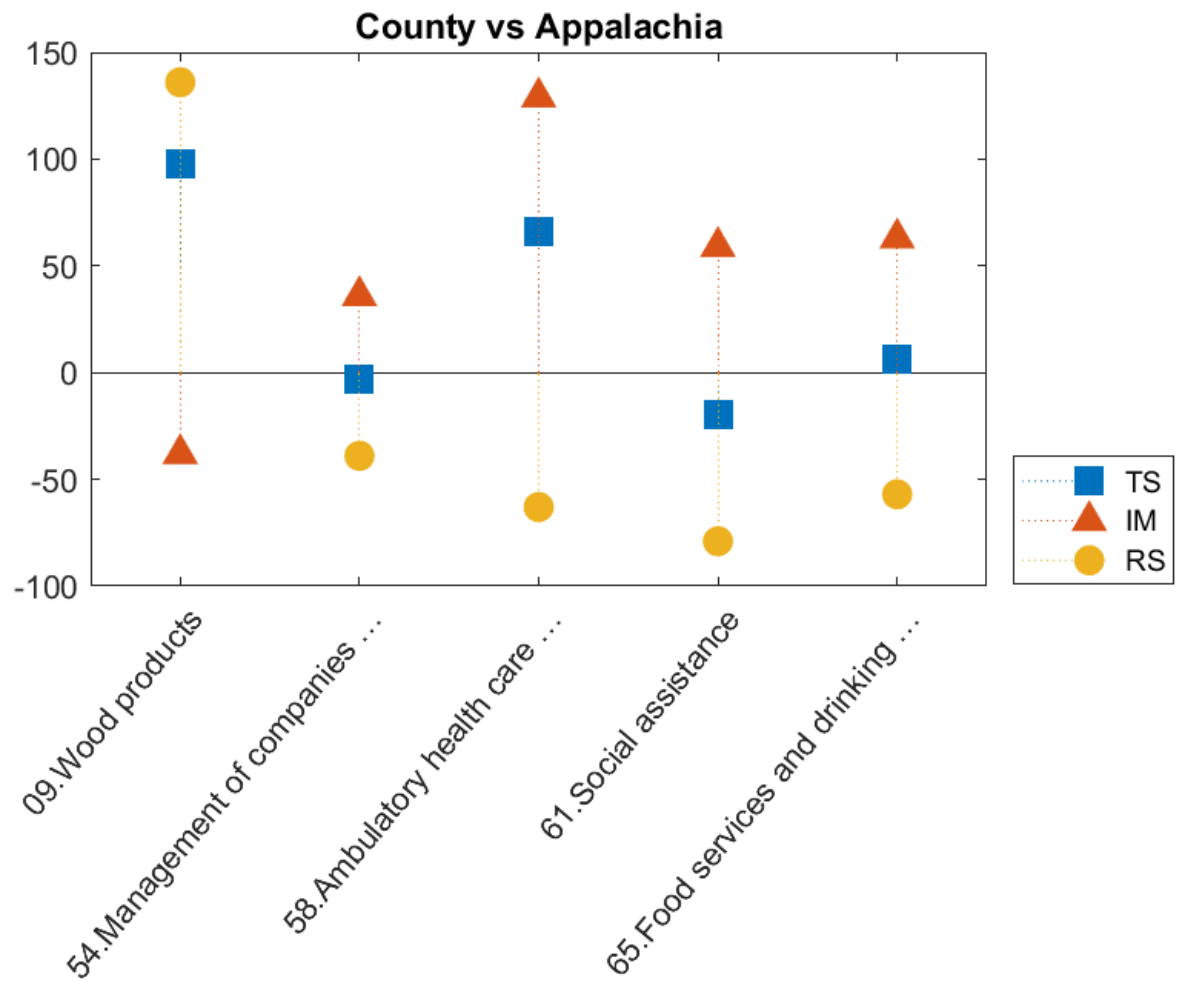 County vs Appalachia
150
100
50
0
-50
-100
09.Wood products
54.Management of companies ...
58.Ambulatory health care ...
61.Social assistance
65.Food services and drinking ...
TS
IM
RS